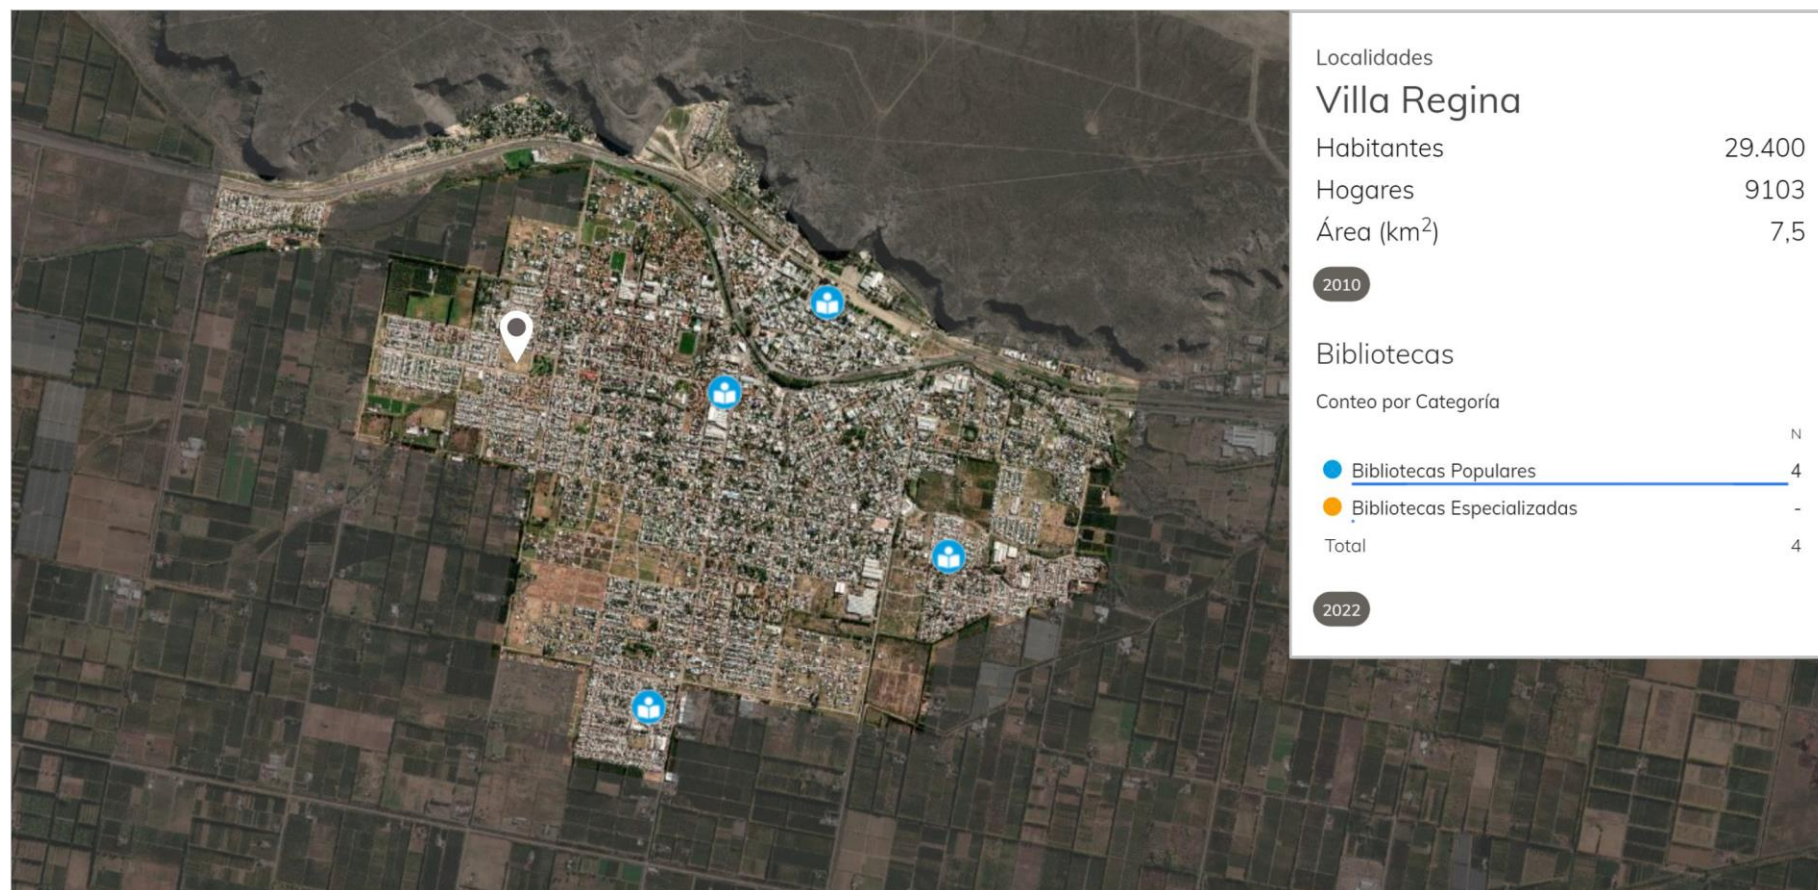 Localidades
Villa Regina
Habitantes 29.400
Hogares 9103
Área (km²) 7,5
2010
Bibliotecas
Conteo por Categoría
N
Bibliotecas Populares 4
Bibliotecas Especializadas -
Total 4
2022